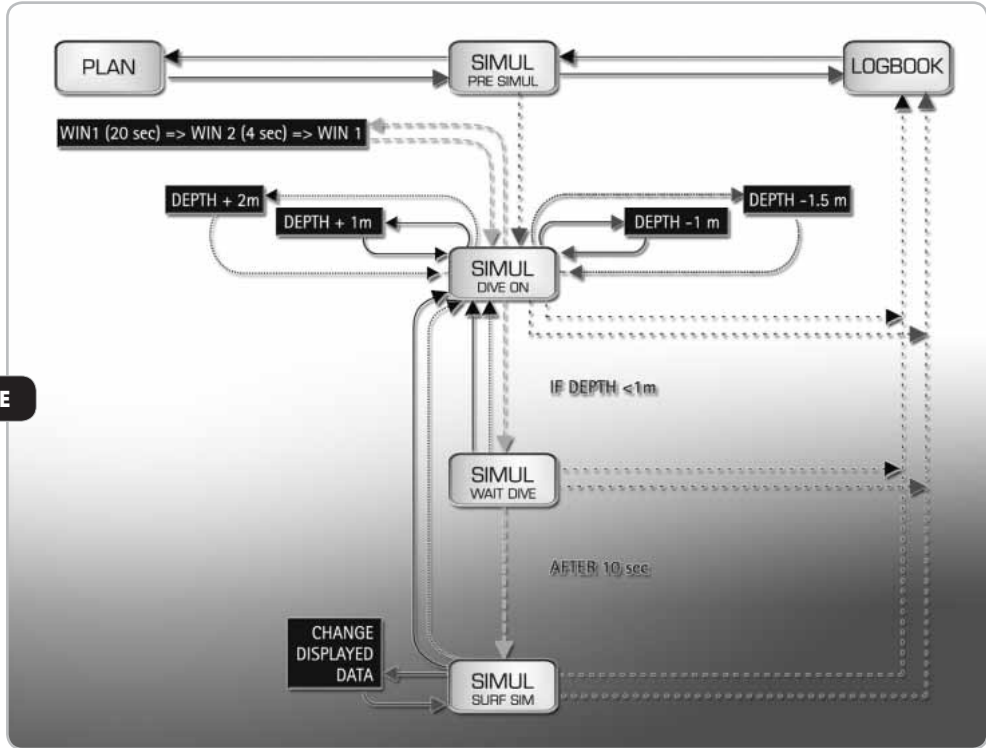 PLAN
SIMUL
PRE SIMUL
LOGBOOK
WIN1 (20 sec) => WIN 2 (4 sec) => WIN 1
DEPTH + 2m
DEPTH -1.5 m
DEPTH + 1m
DEPTH -1 m
SIMUL
DIVE ON
IF DEPTH <1m
E
SIMUL
WAIT DIVE
AFTER 10 sec
CHANGE
DISPLAYED
DATA
SIMUL
SURF SIM